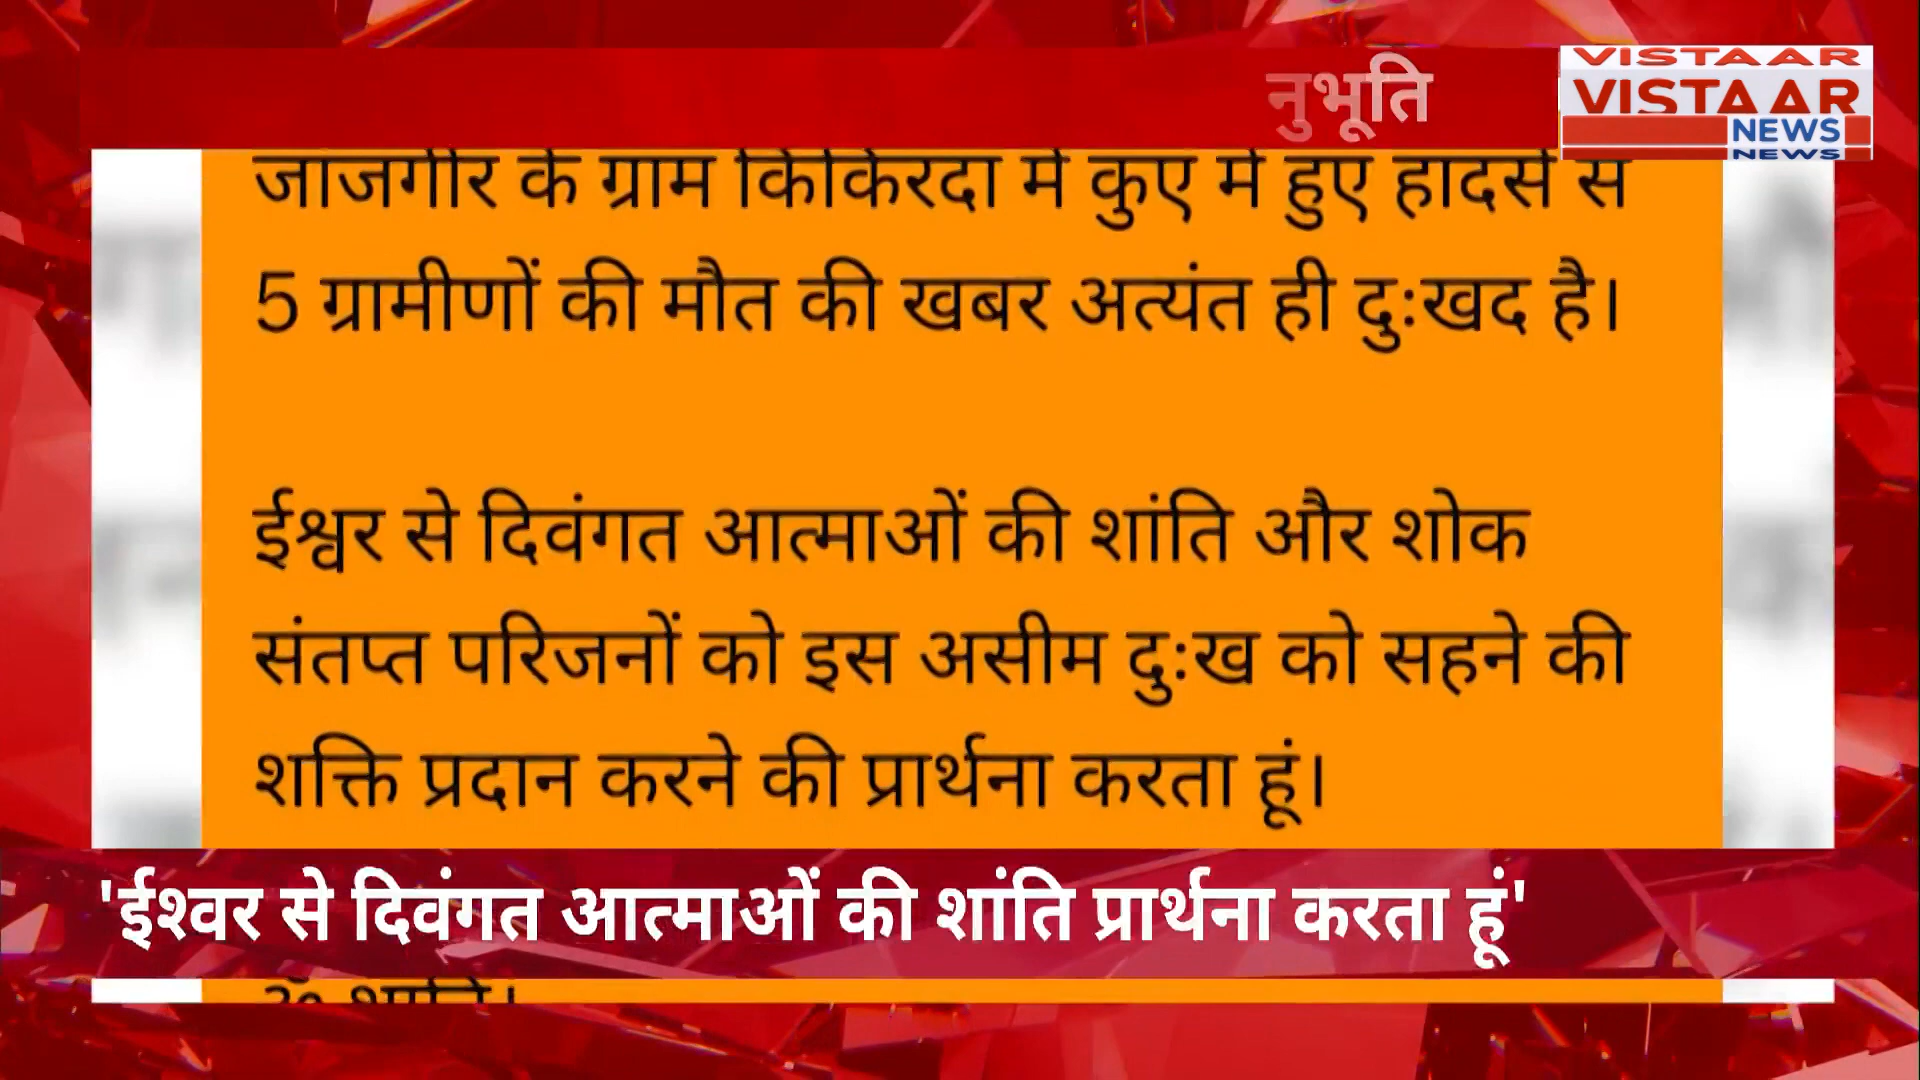 नुभूति
VISTAAR
VISTAAR
NEWS
NEWS
के ग्राम किकिरदा में कुए में हुए हादसे से
5 ग्रामीणों की मौत की खबर अत्यंत ही दुःखद है।
ईश्वर से दिवंगत आत्माओं की शांति और शोक
संतप्त परिजनों को इस असीम दुःख को सहने की
शक्ति प्रदान करने की प्रार्थना करता हूं।
'ईश्वर से दिवंगत आत्माओं की शांति प्रार्थना करता हूं'